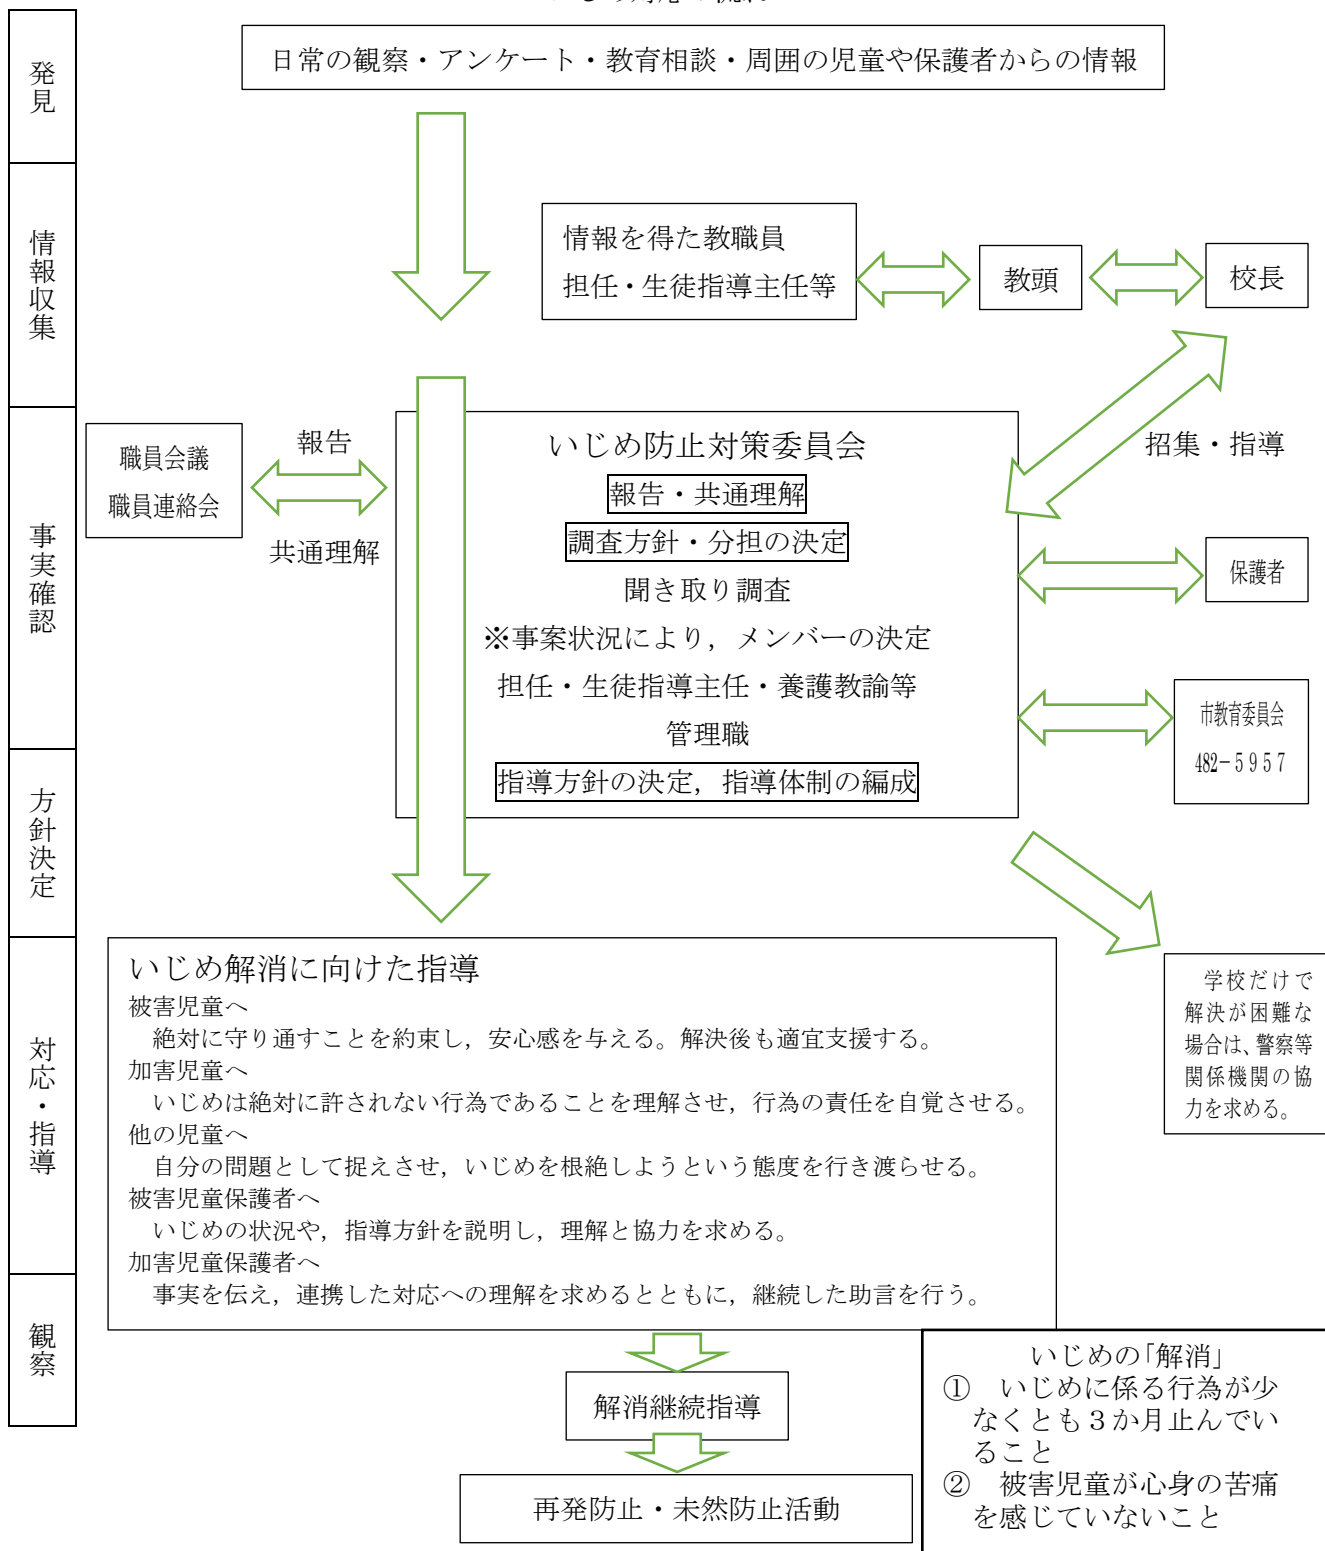 発見
日常の観察・アンケート・教育相談・周囲の児童や保護者からの情報
情報収集
情報を得た教職員
担任・生徒指導主任等
教頭
校長
招集・指導
事実確認
職員会議
職員連絡会
報告
共通理解
いじめ防止対策委員会
報告・共通理解
調査方針・分担の決定
聞き取り調査
※事案状況により，メンバーの決定
担任・生徒指導主任・養護教諭等
管理職
指導方針の決定，指導体制の編成
保護者
市教育委員会
482－5957
方針決定
対応・指導
いじめ解消に向けた指導
被害児童へ
絶対に守り通すことを約束し，安心感を与える。解決後も適宜支援する。
加害児童へ
いじめは絶対に許されない行為であることを理解させ，行為の責任を自覚させる。
他の児童へ
自分の問題として捉えさせ，いじめを根絶しようという態度を行き渡らせる。
被害児童保護者へ
いじめの状況や，指導方針を説明し，理解と協力を求める。
加害児童保護者へ
事実を伝え，連携した対応への理解を求めるとともに，継続した助言を行う。
学校だけで
解決が困難な
場合は、警察等
関係機関の協
力を求める。
観察
解消継続指導
再発防止・未然防止活動
いじめの｢解消｣
①　いじめに係る行為が少
なくとも３か月止んでい
ること
②　被害児童が心身の苦痛
を感じていないこと